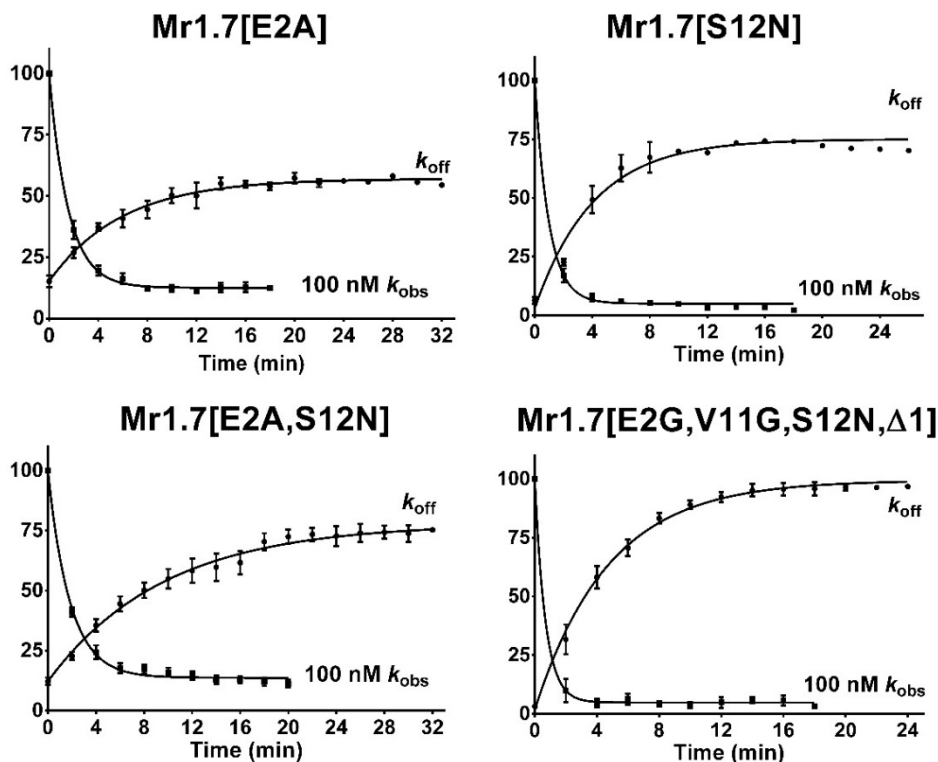 Mr1.7[E2A]
100
75
50
25
0
koff
100 nM kobs
0 4 8 12 16 20 24 28 32
Time (min)
Mr1.7[S12N]
100
75
50
25
0
koff
100 nM kobs
0 4 8 12 16 20 24
Time (min)
Mr1.7[E2A,S12N]
100
75
50
25
0
koff
100 nM kobs
0 4 8 12 16 20 24 28 32
Time (min)
Mr1.7[E2G,V11G,S12N,Δ1]
100
75
50
25
0
koff
100 nM kobs
0 4 8 12 16 20 24
Time (min)